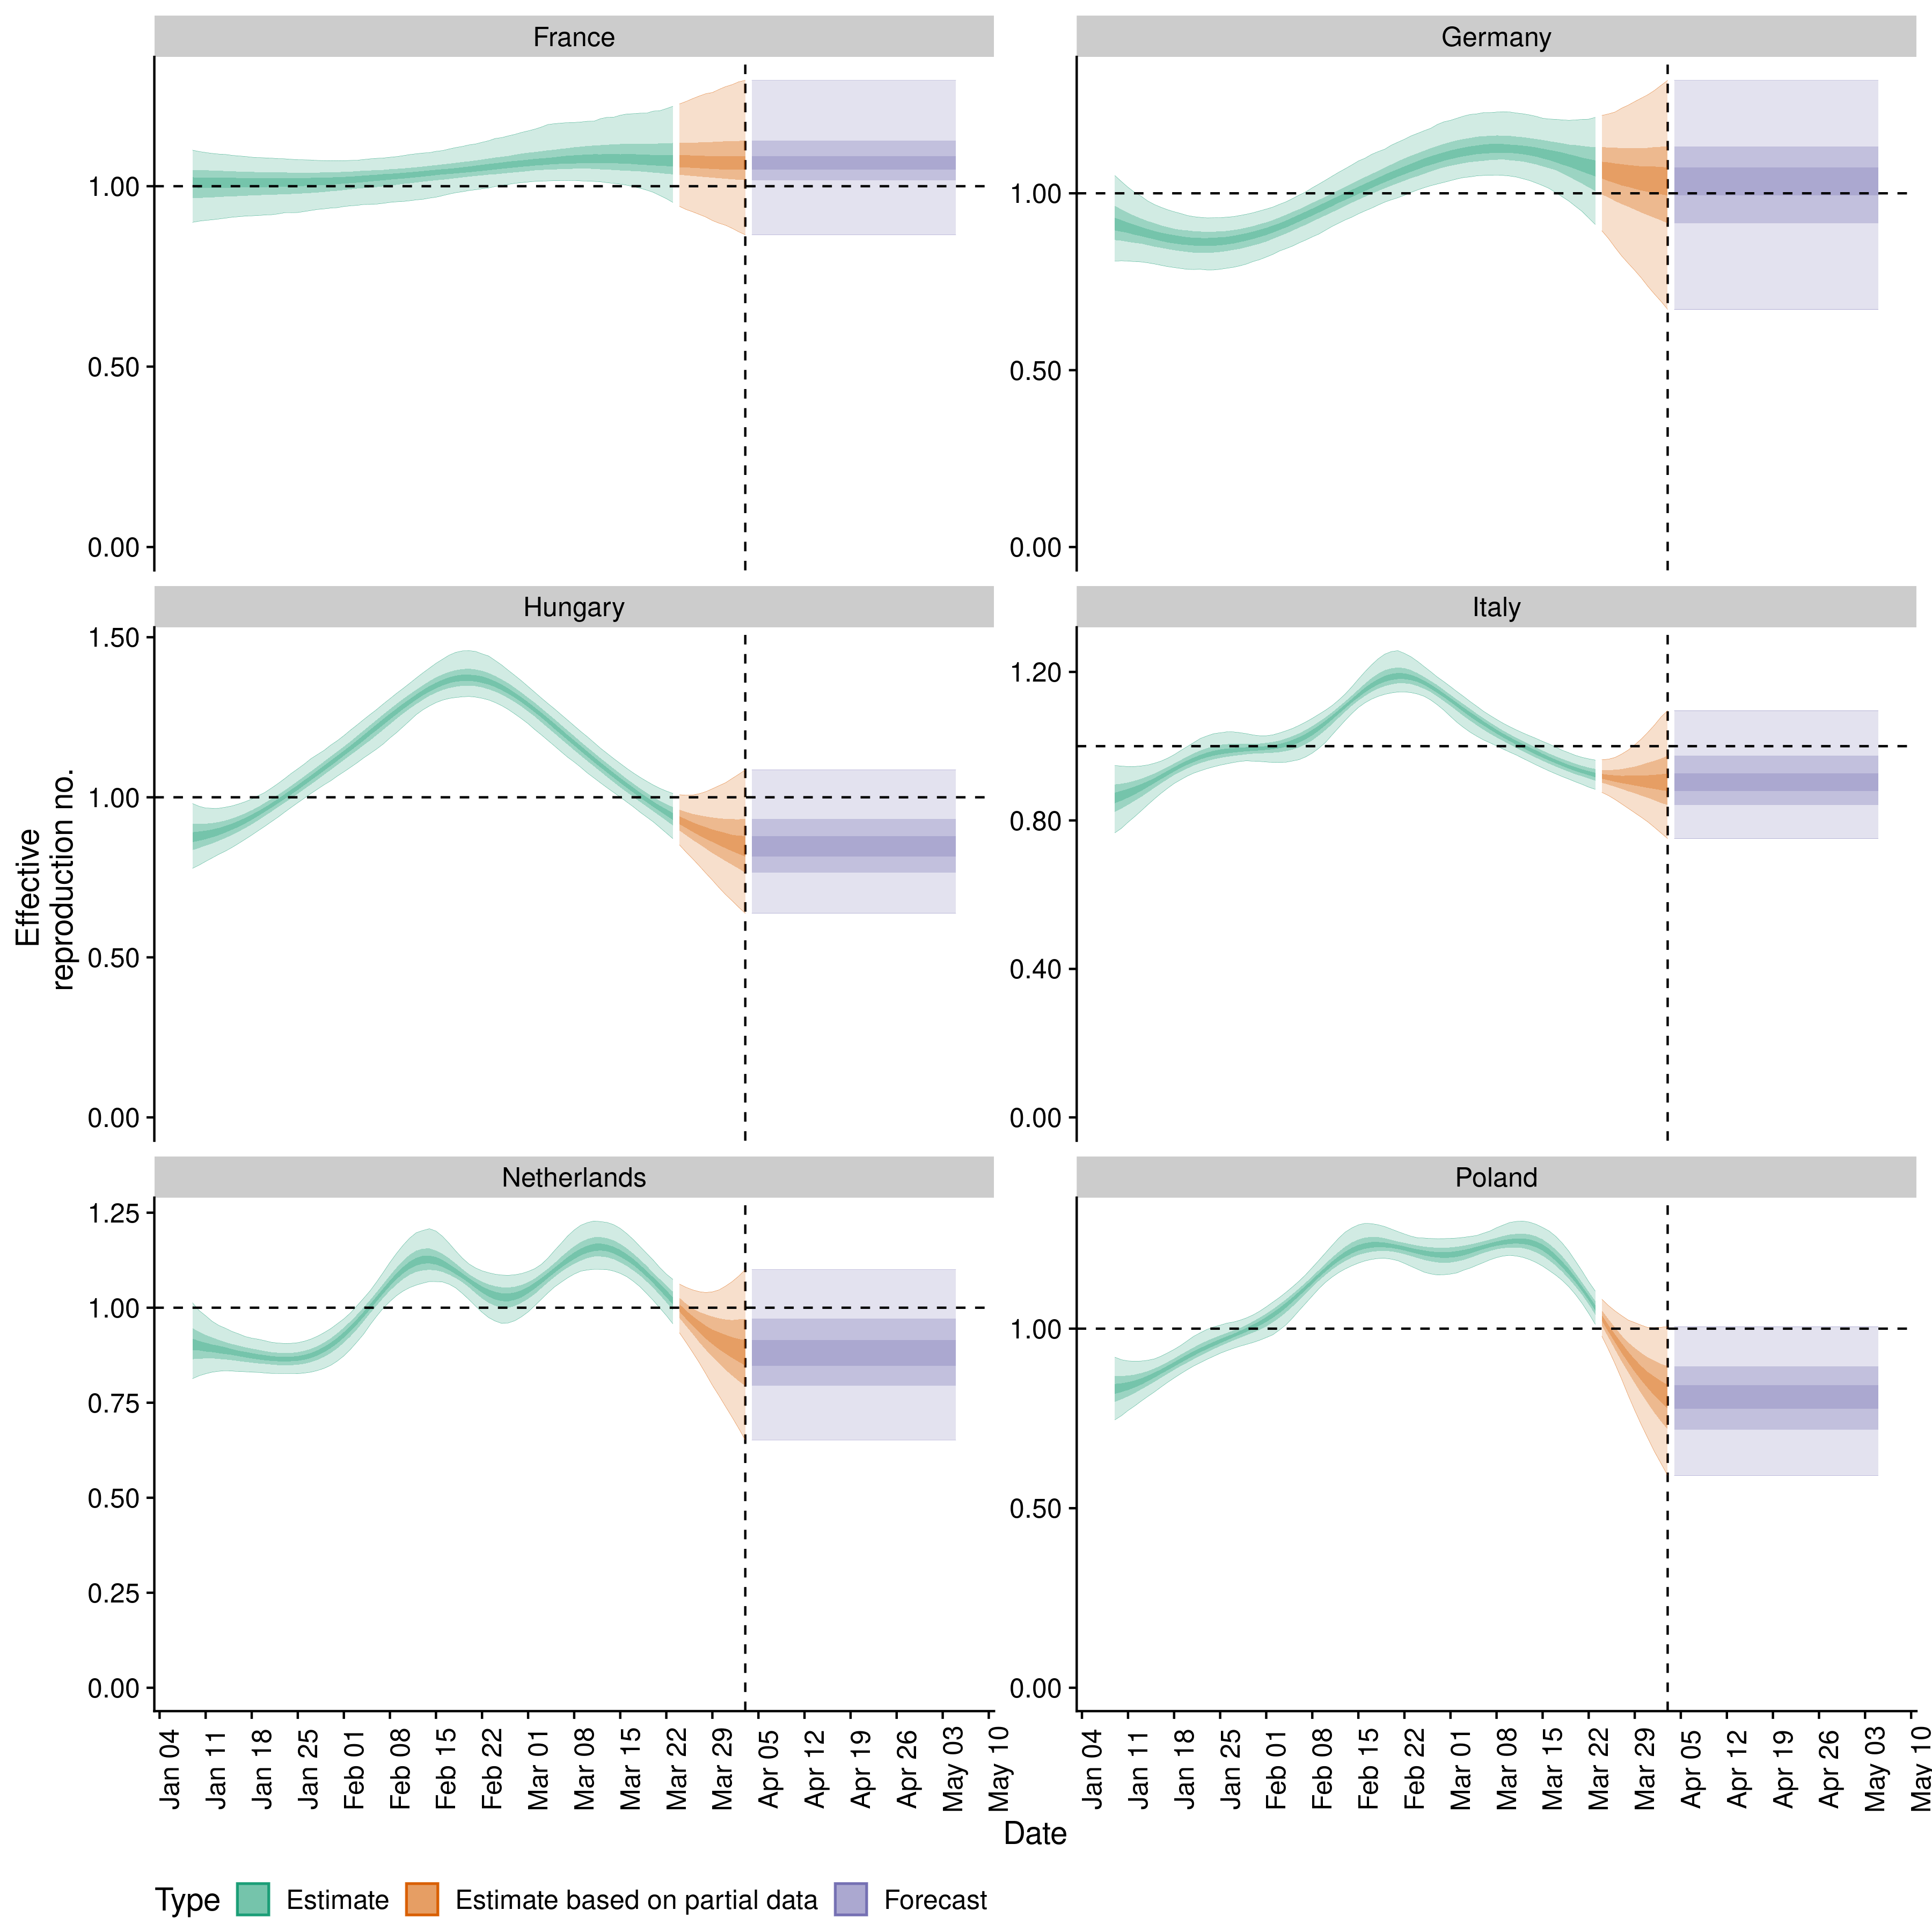 France
Germany
1.00
0.50
0.00
1.00
0.50
0.00
Hungary
Italy
1.50
1.00
0.50
0.00
1.20
0.80
0.40
0.00
Effective
reproduction no.
Netherlands
Poland
1.25
1.00
0.75
0.50
0.25
0.00
1.00
0.50
0.00
Jan 04
Jan 11
Jan 18
Jan 25
Feb 01
Feb 08
Feb 15
Feb 22
Mar 01
Mar 08
Mar 15
Mar 22
Mar 29
Apr 05
Apr 12
Apr 19
Apr 26
May 03
May 10
Jan 04
Jan 11
Jan 18
Jan 25
Feb 01
Feb 08
Feb 15
Feb 22
Mar 01
Mar 08
Mar 15
Mar 22
Mar 29
Apr 05
Apr 12
Apr 19
Apr 26
May 03
May 10
Date
Type Estimate Estimate based on partial data Forecast